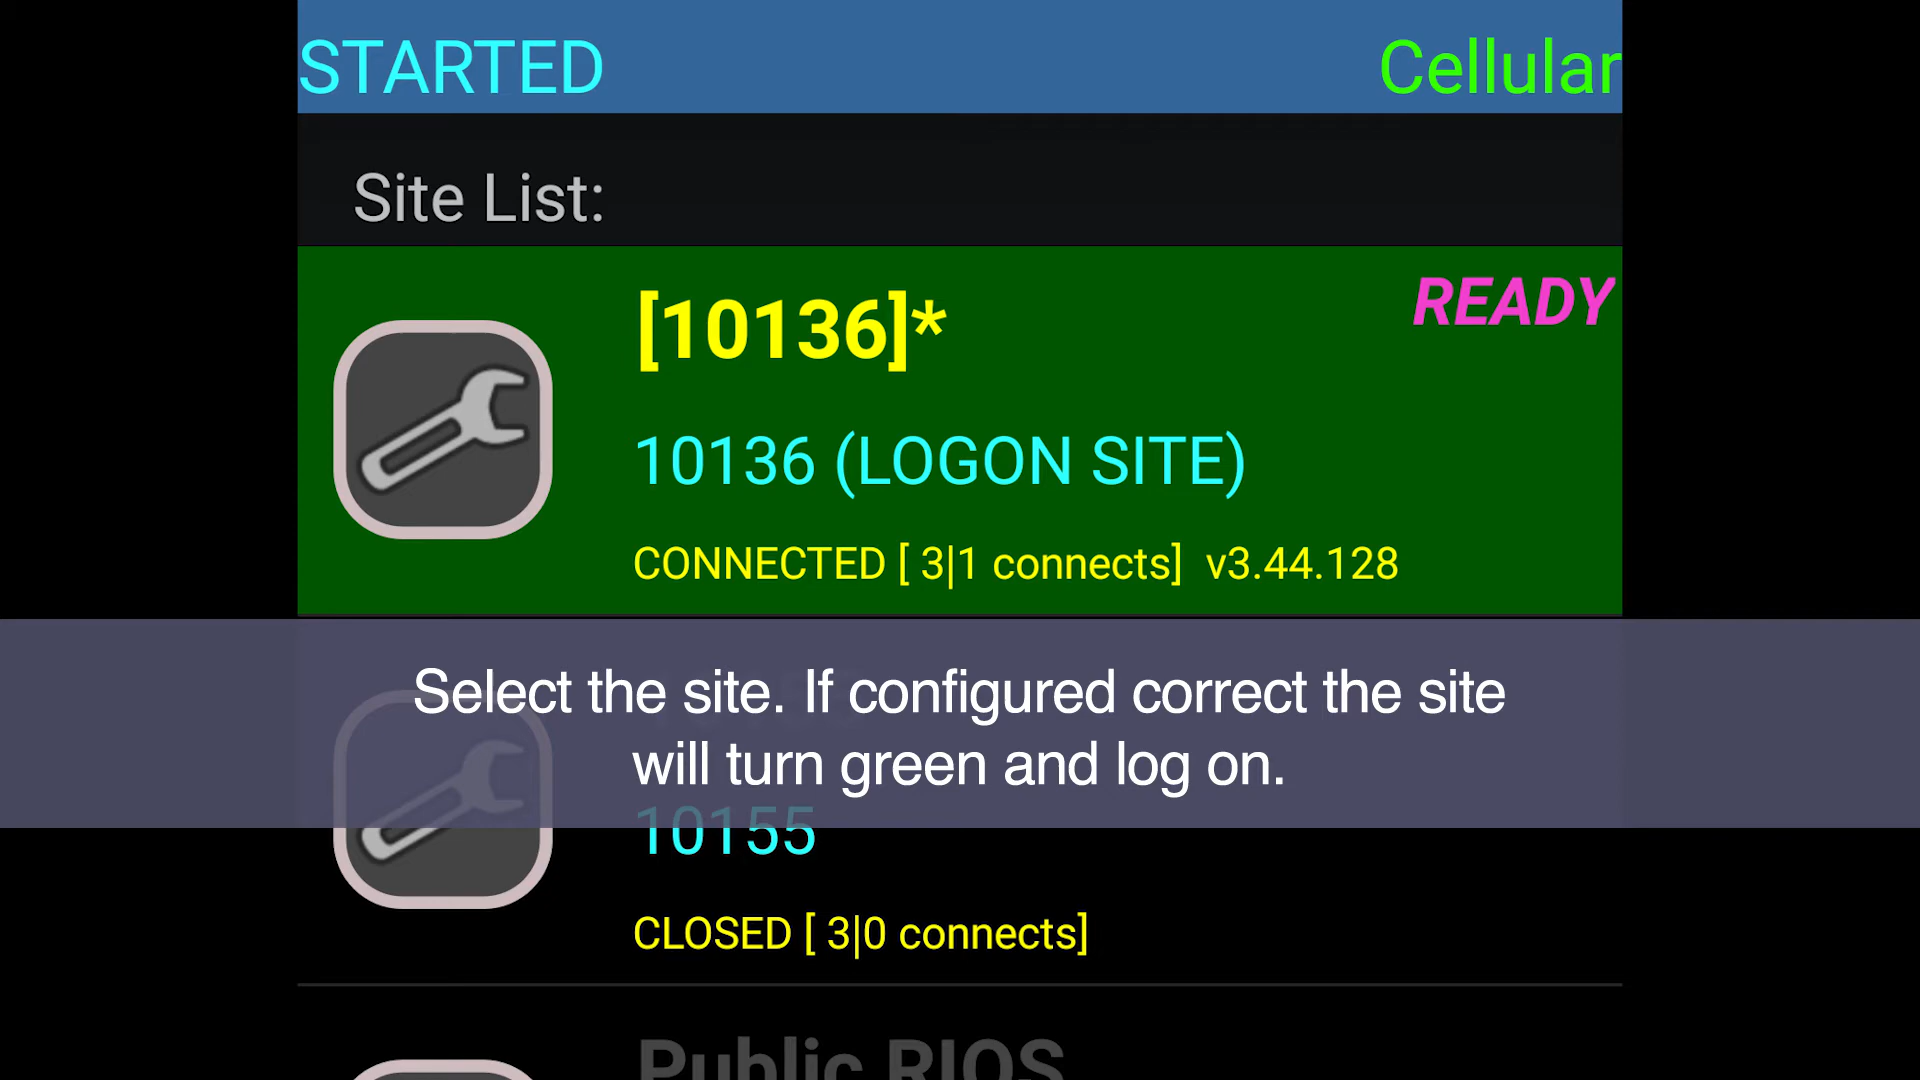 STARTED Cellular
Site List:
[10136]* READY
10136 (LOGON SITE)
CONNECTED [ 3|1 connects] v3.44.128
Select the site. If configured correct the site
will turn green and log on.
10155
CLOSED [ 3|0 connects]
Public RIOS